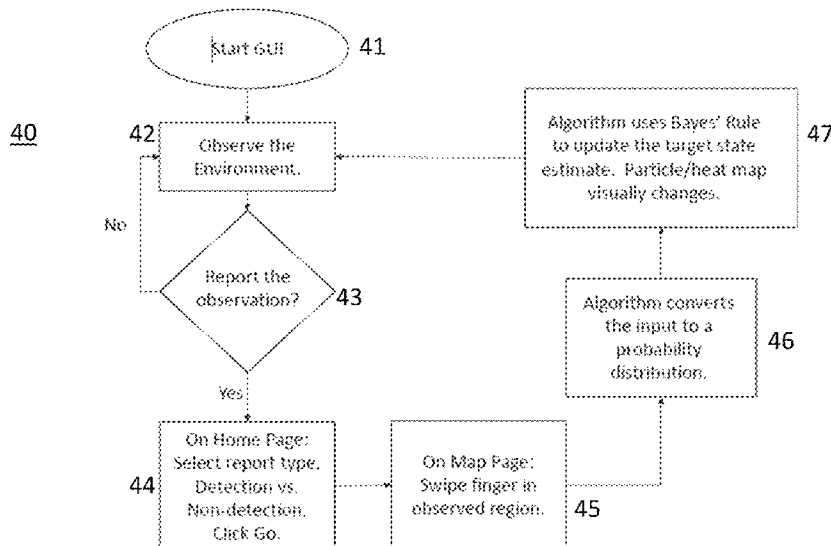 Start GUI
41
40
42
Observe the
Environment.
No
Report the
observation?
43
Yes
On Home Page:
Select report type,
Detection vs.
Non-detection.
Click Go.
44
On Map Page:
Swipe finger in
observed region.
45
Algorithm converts
the input to a
probability
distribution.
46
Algorithm uses Bayes' Rule
to update the target state
estimate. Particle/heat map
visually changes.
47